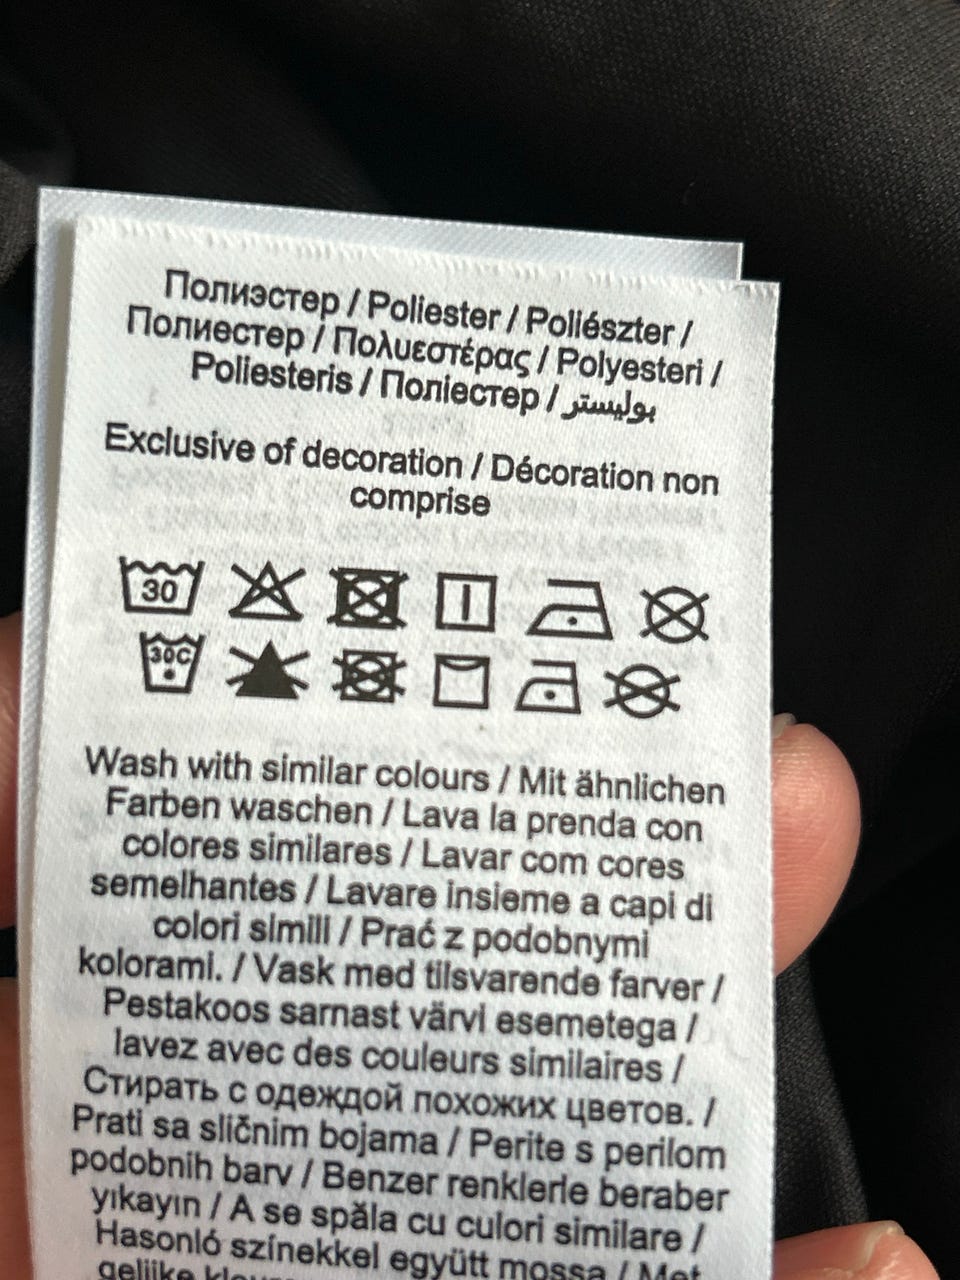 Полиэстер / Poliester / Poliészter /
Полиестер / Πολυεστέρας / Polyesteri /
Poliesteris / Поліестер / بوليستر
Exclusive of decoration / Décoration non
comprise
30
30C
Wash with similar colours / Mit ähnlichen
Farben waschen / Lava la prenda con
colores similares / Lavar com cores
semelhantes / Lavare insieme a capi di
colori simili / Prać z podobnymi
kolorami. / Vask med tilsvarende farver /
Pestakoos sarnast värvi esemetega /
lavez avec des couleurs similaires /
Стирать с одеждой похожих цветов. /
Prati sa sličnim bojama / Perite s perilom
podobnih barv / Benzer renklerle beraber
yıkayın / A se spăla cu culori similare /
Hasonló színekkel együtt mossa / Met